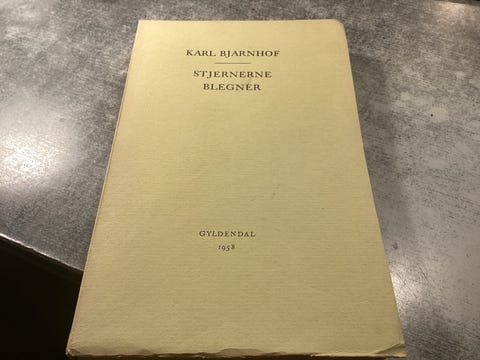 KARL BJARNHOF
STJERNERNE
BLEGNER
GYLDENDAL
1958